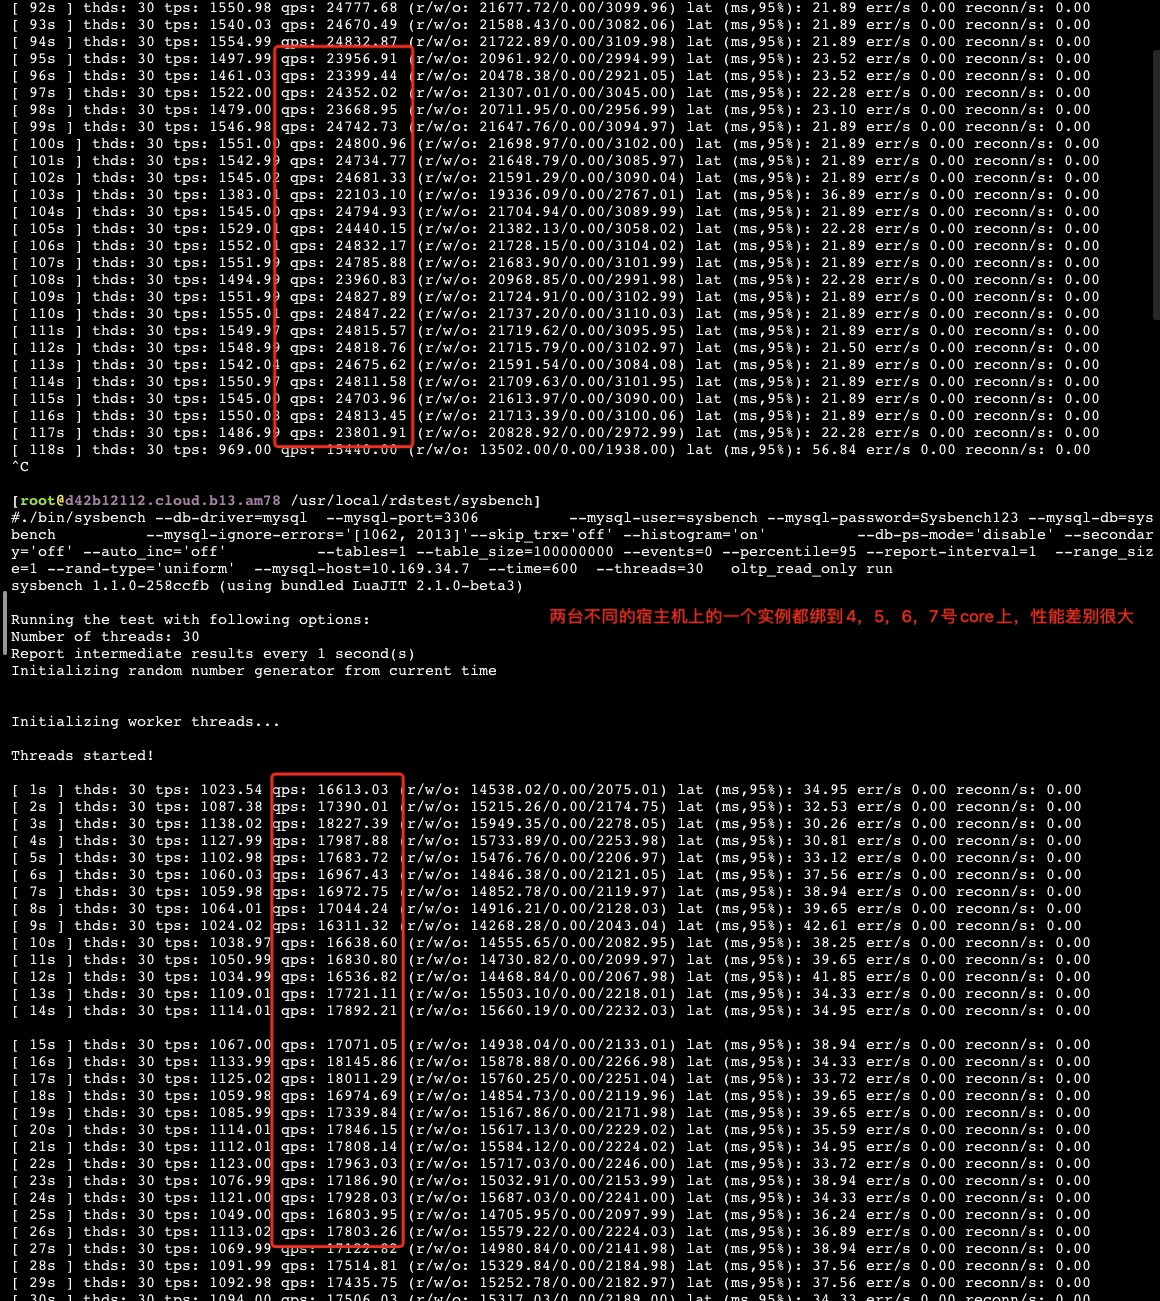 [ 92s ] thds: 30 tps: 1550.98 qps: 24777.68 (r/w/o: 21677.72/0.00/3099.96) lat (ms,95%): 21.89 err/s 0.00 reconn/s: 0.00
[ 93s ] thds: 30 tps: 1540.03 qps: 24670.49 (r/w/o: 21588.43/0.00/3082.06) lat (ms,95%): 21.89 err/s 0.00 reconn/s: 0.00
[ 94s ] thds: 30 tps: 1554.99 qps: 24832.87 (r/w/o: 21722.89/0.00/3109.98) lat (ms,95%): 21.89 err/s 0.00 reconn/s: 0.00
[ 95s ] thds: 30 tps: 1497.99 qps: 23956.91 (r/w/o: 20961.92/0.00/2994.99) lat (ms,95%): 23.52 err/s 0.00 reconn/s: 0.00
[ 96s ] thds: 30 tps: 1461.03 qps: 23399.44 (r/w/o: 20478.38/0.00/2921.05) lat (ms,95%): 23.52 err/s 0.00 reconn/s: 0.00
[ 97s ] thds: 30 tps: 1522.00 qps: 24352.02 (r/w/o: 21307.01/0.00/3045.00) lat (ms,95%): 22.28 err/s 0.00 reconn/s: 0.00
[ 98s ] thds: 30 tps: 1479.00 qps: 23668.95 (r/w/o: 20711.95/0.00/2956.99) lat (ms,95%): 23.10 err/s 0.00 reconn/s: 0.00
[ 99s ] thds: 30 tps: 1546.98 qps: 24742.73 (r/w/o: 21647.76/0.00/3094.97) lat (ms,95%): 21.89 err/s 0.00 reconn/s: 0.00
[ 100s ] thds: 30 tps: 1551.00 qps: 24800.96 (r/w/o: 21698.97/0.00/3102.00) lat (ms,95%): 21.89 err/s 0.00 reconn/s: 0.00
[ 101s ] thds: 30 tps: 1542.99 qps: 24734.77 (r/w/o: 21648.79/0.00/3085.97) lat (ms,95%): 21.89 err/s 0.00 reconn/s: 0.00
[ 102s ] thds: 30 tps: 1545.02 qps: 24681.33 (r/w/o: 21591.29/0.00/3090.04) lat (ms,95%): 21.89 err/s 0.00 reconn/s: 0.00
[ 103s ] thds: 30 tps: 1383.01 qps: 22103.10 (r/w/o: 19336.09/0.00/2767.01) lat (ms,95%): 36.89 err/s 0.00 reconn/s: 0.00
[ 104s ] thds: 30 tps: 1545.00 qps: 24794.93 (r/w/o: 21704.94/0.00/3089.99) lat (ms,95%): 21.89 err/s 0.00 reconn/s: 0.00
[ 105s ] thds: 30 tps: 1529.01 qps: 24440.15 (r/w/o: 21382.13/0.00/3058.02) lat (ms,95%): 22.28 err/s 0.00 reconn/s: 0.00
[ 106s ] thds: 30 tps: 1552.01 qps: 24832.17 (r/w/o: 21728.15/0.00/3104.02) lat (ms,95%): 21.89 err/s 0.00 reconn/s: 0.00
[ 107s ] thds: 30 tps: 1551.99 qps: 24785.88 (r/w/o: 21683.90/0.00/3101.99) lat (ms,95%): 21.89 err/s 0.00 reconn/s: 0.00
[ 108s ] thds: 30 tps: 1494.99 qps: 23960.83 (r/w/o: 20968.85/0.00/2991.98) lat (ms,95%): 22.28 err/s 0.00 reconn/s: 0.00
[ 109s ] thds: 30 tps: 1551.99 qps: 24827.89 (r/w/o: 21724.91/0.00/3102.99) lat (ms,95%): 21.89 err/s 0.00 reconn/s: 0.00
[ 110s ] thds: 30 tps: 1555.01 qps: 24847.22 (r/w/o: 21737.20/0.00/3110.03) lat (ms,95%): 21.89 err/s 0.00 reconn/s: 0.00
[ 111s ] thds: 30 tps: 1549.97 qps: 24815.57 (r/w/o: 21719.62/0.00/3095.95) lat (ms,95%): 21.89 err/s 0.00 reconn/s: 0.00
[ 112s ] thds: 30 tps: 1548.99 qps: 24818.76 (r/w/o: 21715.79/0.00/3102.97) lat (ms,95%): 21.50 err/s 0.00 reconn/s: 0.00
[ 113s ] thds: 30 tps: 1542.04 qps: 24675.62 (r/w/o: 21591.54/0.00/3084.08) lat (ms,95%): 21.89 err/s 0.00 reconn/s: 0.00
[ 114s ] thds: 30 tps: 1550.97 qps: 24811.58 (r/w/o: 21709.63/0.00/3101.95) lat (ms,95%): 21.89 err/s 0.00 reconn/s: 0.00
[ 115s ] thds: 30 tps: 1545.00 qps: 24703.96 (r/w/o: 21613.97/0.00/3090.00) lat (ms,95%): 21.89 err/s 0.00 reconn/s: 0.00
[ 116s ] thds: 30 tps: 1550.03 qps: 24813.45 (r/w/o: 21713.39/0.00/3100.06) lat (ms,95%): 21.89 err/s 0.00 reconn/s: 0.00
[ 117s ] thds: 30 tps: 1486.99 qps: 23801.91 (r/w/o: 20828.92/0.00/2972.99) lat (ms,95%): 22.28 err/s 0.00 reconn/s: 0.00
[ 118s ] thds: 30 tps: 969.00 qps: 15440.00 (r/w/o: 13502.00/0.00/1938.00) lat (ms,95%): 56.84 err/s 0.00 reconn/s: 0.00
^C
[root@d42b12112.cloud.b13.am78 /usr/local/rdstest/sysbench]
#./bin/sysbench --db-driver=mysql --mysql-port=3306 --mysql-user=sysbench --mysql-password=Sysbench123 --mysql-db=sys
bench --mysql-ignore-errors='[1062, 2013]'--skip_trx='off' --histogram='on' --db-ps-mode='disable' --secondar
y='off' --auto_inc='off' --tables=1 --table_size=100000000 --events=0 --percentile=95 --report-interval=1 --range_siz
e=1 --rand-type='uniform' --mysql-host=10.169.34.7 --time=600 --threads=30 oltp_read_only run
sysbench 1.1.0-258ccfb (using bundled LuaJIT 2.1.0-beta3)
Running the test with following options:
两台不同的宿主机上的一个实例都绑到4，5，6，7号core上，性能差别很大
Number of threads: 30
Report intermediate results every 1 second(s)
Initializing random number generator from current time
Initializing worker threads...
Threads started!
[ 1s ] thds: 30 tps: 1023.54 qps: 16613.03 (r/w/o: 14538.02/0.00/2075.01) lat (ms,95%): 34.95 err/s 0.00 reconn/s: 0.00
[ 2s ] thds: 30 tps: 1087.38 qps: 17390.01 (r/w/o: 15215.26/0.00/2174.75) lat (ms,95%): 32.53 err/s 0.00 reconn/s: 0.00
[ 3s ] thds: 30 tps: 1138.02 qps: 18227.39 (r/w/o: 15949.35/0.00/2278.05) lat (ms,95%): 30.26 err/s 0.00 reconn/s: 0.00
[ 4s ] thds: 30 tps: 1127.99 qps: 17987.88 (r/w/o: 15733.89/0.00/2253.98) lat (ms,95%): 30.81 err/s 0.00 reconn/s: 0.00
[ 5s ] thds: 30 tps: 1102.98 qps: 17683.72 (r/w/o: 15476.76/0.00/2206.97) lat (ms,95%): 33.12 err/s 0.00 reconn/s: 0.00
[ 6s ] thds: 30 tps: 1060.03 qps: 16967.43 (r/w/o: 14846.38/0.00/2121.05) lat (ms,95%): 37.56 err/s 0.00 reconn/s: 0.00
[ 7s ] thds: 30 tps: 1059.98 qps: 16972.75 (r/w/o: 14852.78/0.00/2119.97) lat (ms,95%): 38.94 err/s 0.00 reconn/s: 0.00
[ 8s ] thds: 30 tps: 1064.01 qps: 17044.24 (r/w/o: 14916.21/0.00/2128.03) lat (ms,95%): 39.65 err/s 0.00 reconn/s: 0.00
[ 9s ] thds: 30 tps: 1024.02 qps: 16311.32 (r/w/o: 14268.28/0.00/2043.04) lat (ms,95%): 42.61 err/s 0.00 reconn/s: 0.00
[ 10s ] thds: 30 tps: 1038.97 qps: 16638.60 (r/w/o: 14555.65/0.00/2082.95) lat (ms,95%): 38.25 err/s 0.00 reconn/s: 0.00
[ 11s ] thds: 30 tps: 1050.99 qps: 16830.80 (r/w/o: 14730.82/0.00/2099.97) lat (ms,95%): 39.65 err/s 0.00 reconn/s: 0.00
[ 12s ] thds: 30 tps: 1034.99 qps: 16536.82 (r/w/o: 14468.84/0.00/2067.98) lat (ms,95%): 41.85 err/s 0.00 reconn/s: 0.00
[ 13s ] thds: 30 tps: 1109.01 qps: 17721.11 (r/w/o: 15503.10/0.00/2218.01) lat (ms,95%): 34.33 err/s 0.00 reconn/s: 0.00
[ 14s ] thds: 30 tps: 1114.01 qps: 17892.21 (r/w/o: 15660.19/0.00/2232.03) lat (ms,95%): 34.95 err/s 0.00 reconn/s: 0.00
[ 15s ] thds: 30 tps: 1067.00 qps: 17071.05 (r/w/o: 14938.04/0.00/2133.01) lat (ms,95%): 38.94 err/s 0.00 reconn/s: 0.00
[ 16s ] thds: 30 tps: 1133.99 qps: 18145.86 (r/w/o: 15878.88/0.00/2266.98) lat (ms,95%): 34.33 err/s 0.00 reconn/s: 0.00
[ 17s ] thds: 30 tps: 1125.02 qps: 18011.29 (r/w/o: 15760.25/0.00/2251.04) lat (ms,95%): 33.72 err/s 0.00 reconn/s: 0.00
[ 18s ] thds: 30 tps: 1059.98 qps: 16974.69 (r/w/o: 14854.73/0.00/2119.96) lat (ms,95%): 39.65 err/s 0.00 reconn/s: 0.00
[ 19s ] thds: 30 tps: 1085.99 qps: 17339.84 (r/w/o: 15167.86/0.00/2171.98) lat (ms,95%): 39.65 err/s 0.00 reconn/s: 0.00
[ 20s ] thds: 30 tps: 1114.01 qps: 17846.15 (r/w/o: 15617.13/0.00/2229.02) lat (ms,95%): 35.59 err/s 0.00 reconn/s: 0.00
[ 21s ] thds: 30 tps: 1112.01 qps: 17808.14 (r/w/o: 15584.12/0.00/2224.02) lat (ms,95%): 34.95 err/s 0.00 reconn/s: 0.00
[ 22s ] thds: 30 tps: 1123.00 qps: 17963.03 (r/w/o: 15717.03/0.00/2246.00) lat (ms,95%): 33.72 err/s 0.00 reconn/s: 0.00
[ 23s ] thds: 30 tps: 1076.99 qps: 17186.90 (r/w/o: 15032.91/0.00/2153.99) lat (ms,95%): 38.94 err/s 0.00 reconn/s: 0.00
[ 24s ] thds: 30 tps: 1121.00 qps: 17928.03 (r/w/o: 15687.03/0.00/2241.00) lat (ms,95%): 34.33 err/s 0.00 reconn/s: 0.00
[ 25s ] thds: 30 tps: 1049.00 qps: 16803.95 (r/w/o: 14705.95/0.00/2097.99) lat (ms,95%): 36.24 err/s 0.00 reconn/s: 0.00
[ 26s ] thds: 30 tps: 1113.02 qps: 17803.26 (r/w/o: 15579.22/0.00/2224.03) lat (ms,95%): 36.89 err/s 0.00 reconn/s: 0.00
[ 27s ] thds: 30 tps: 1069.99 qps: 17122.82 (r/w/o: 14980.84/0.00/2141.98) lat (ms,95%): 38.94 err/s 0.00 reconn/s: 0.00
[ 28s ] thds: 30 tps: 1091.99 qps: 17514.81 (r/w/o: 15329.84/0.00/2184.98) lat (ms,95%): 37.56 err/s 0.00 reconn/s: 0.00
[ 29s ] thds: 30 tps: 1092.98 qps: 17435.75 (r/w/o: 15252.78/0.00/2182.97) lat (ms,95%): 37.56 err/s 0.00 reconn/s: 0.00
[ 30s ] thds: 30 tps: 1094.00 qps: 17506.03 (r/w/o: 15317.03/0.00/2189.00) lat (ms,95%): 34.33 err/s 0.00 reconn/s: 0.00